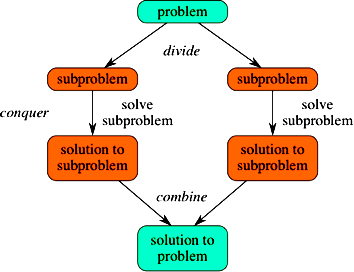 problem
divide
subproblem
subproblem
conquer
solve
subproblem
solve
subproblem
solution to
subproblem
solution to
subproblem
combine
solution to
problem